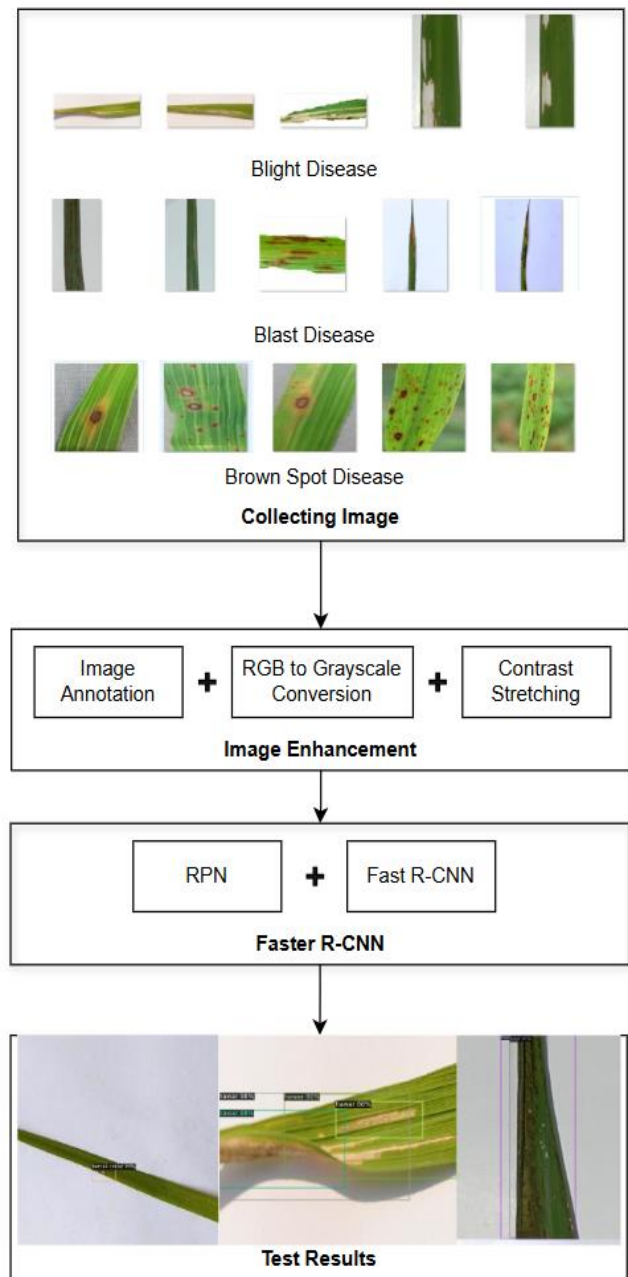 Blight Disease
Blast Disease
Brown Spot Disease
Collecting Image
Image
Annotation
+
RGB to Grayscale
Conversion
+
Contrast
Stretching
Image Enhancement
RPN
+
Fast R-CNN
Faster R-CNN
Test Results